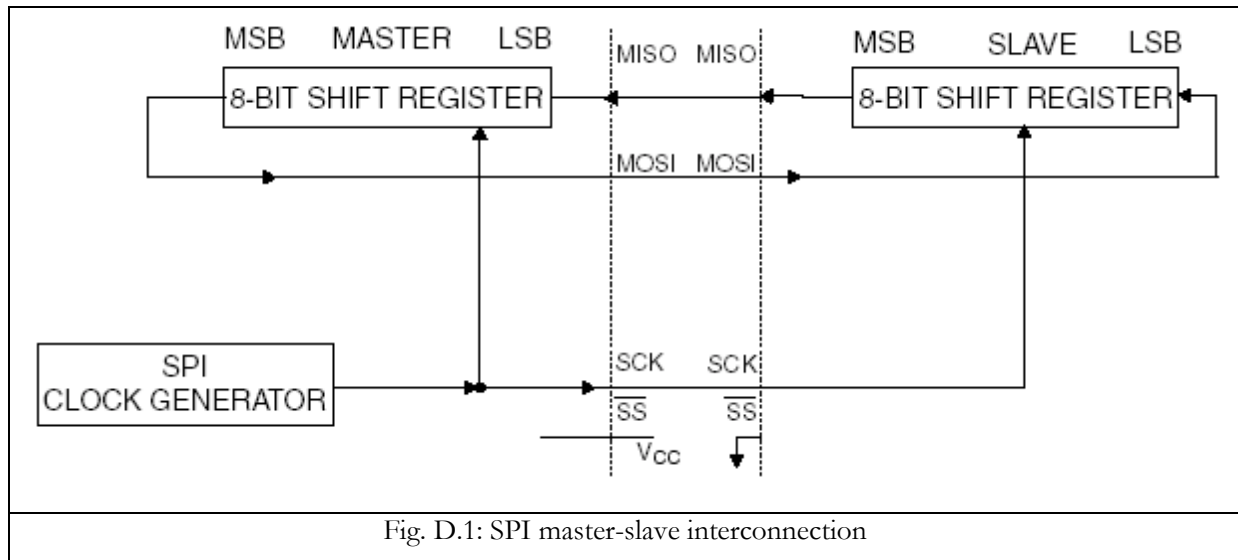 MSB MASTER LSB
MISO MISO
MSB SLAVE LSB
8-BIT SHIFT REGISTER
8-BIT SHIFT REGISTER
MOSI MOSI
SPI
CLOCK GENERATOR
SCK SCK
SS SS
VCC
Fig. D.1: SPI master-slave interconnection